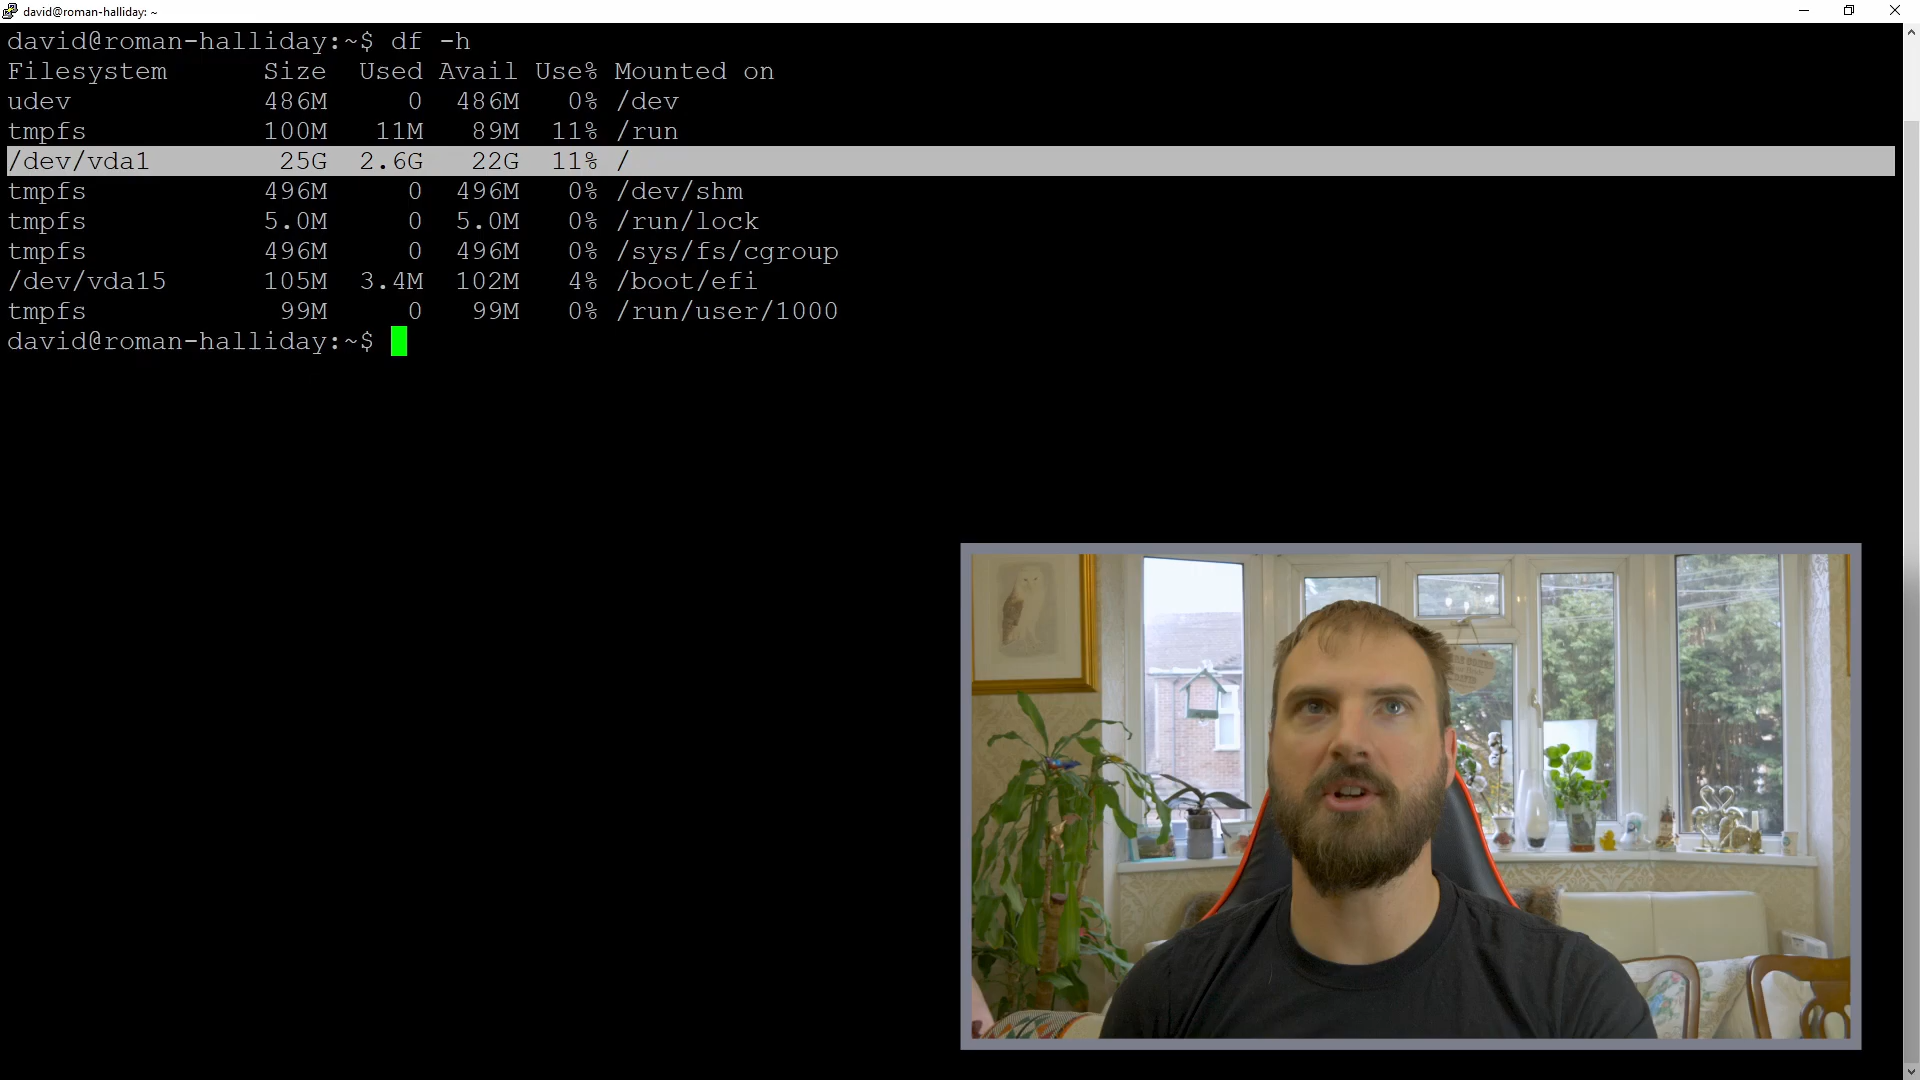 david@roman-halliday: ~
david@roman-halliday:~$ df -h
Filesystem      Size  Used Avail Use% Mounted on
udev            486M     0  486M   0% /dev
tmpfs           100M   11M   89M  11% /run
/dev/vda1        25G  2.6G   22G  11% /
tmpfs           496M     0  496M   0% /dev/shm
tmpfs           5.0M     0  5.0M   0% /run/lock
tmpfs           496M     0  496M   0% /sys/fs/cgroup
/dev/vda15      105M  3.4M  102M   4% /boot/efi
tmpfs            99M     0   99M   0% /run/user/1000
david@roman-halliday:~$